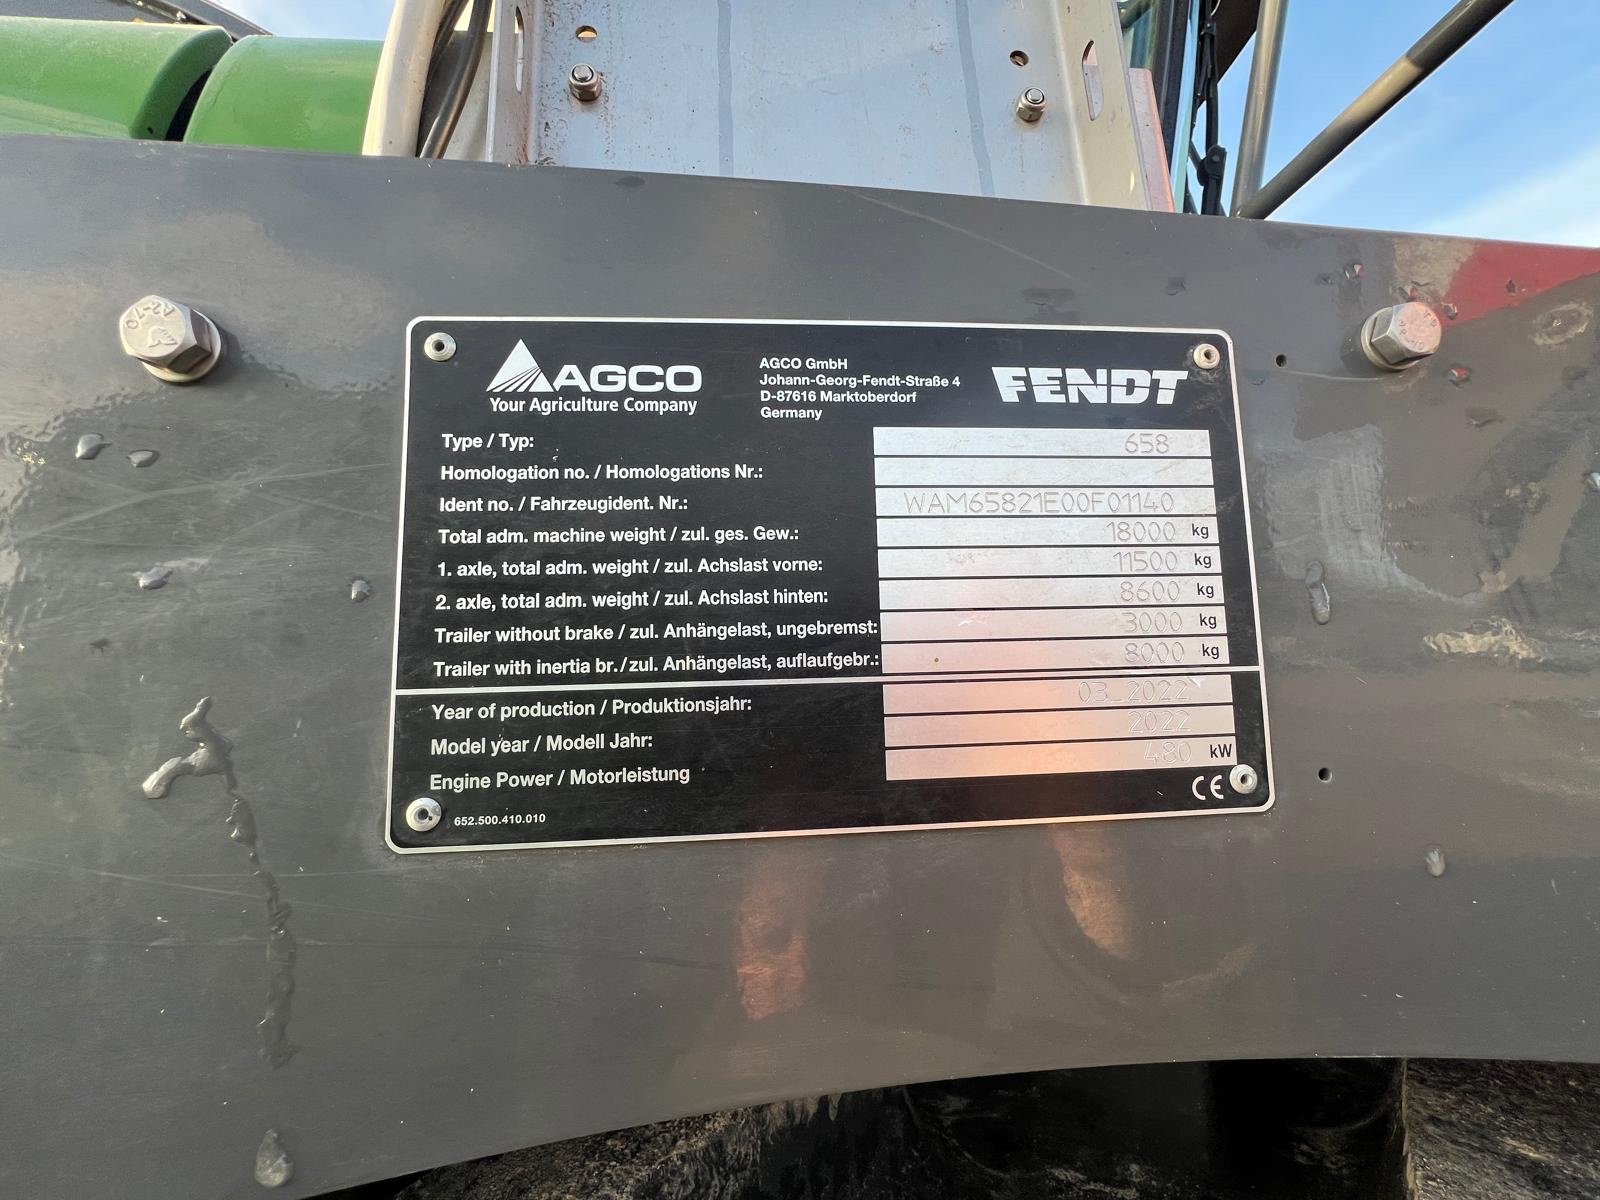 AGCO
Your Agriculture Company
AGCO GmbH
Johann-Georg-Fendt-Straße 4
D-87616 Marktoberdorf
Germany
FENDT
Type / Typ: 658
Homologation no. / Homologations Nr.:
Ident no. / Fahrzeugident. Nr.: WAM65821E00F01140
Total adm. machine weight / zul. ges. Gew.: 18000 kg
1. axle, total adm. weight / zul. Achslast vorne: 11500 kg
2. axle, total adm. weight / zul. Achslast hinten: 8600 kg
Trailer without brake / zul. Anhängelast, ungebremst: 3000 kg
Trailer with inertia br./zul. Anhängelast, auflaufgebr.: 8000 kg
Year of production / Produktionsjahr: 03_2022
Model year / Modell Jahr: 2022
Engine Power / Motorleistung 480 kW
CE
652.500.410.010
A2-70